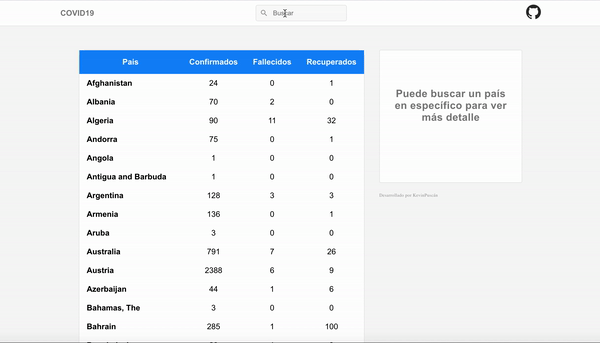 COVID19
Buscar
País Confirmados Fallecidos Recuperados
Afghanistan 24 0 1
Albania 70 2 0
Algeria 90 11 32
Andorra 75 0 1
Angola 1 0 0
Antigua and Barbuda 1 0 0
Argentina 128 3 3
Armenia 136 0 1
Aruba 3 0 0
Australia 791 7 26
Austria 2388 6 9
Azerbaijan 44 1 6
Bahamas, The 3 0 0
Bahrain 285 1 100
Puede buscar un país
en específico para ver
más detalle